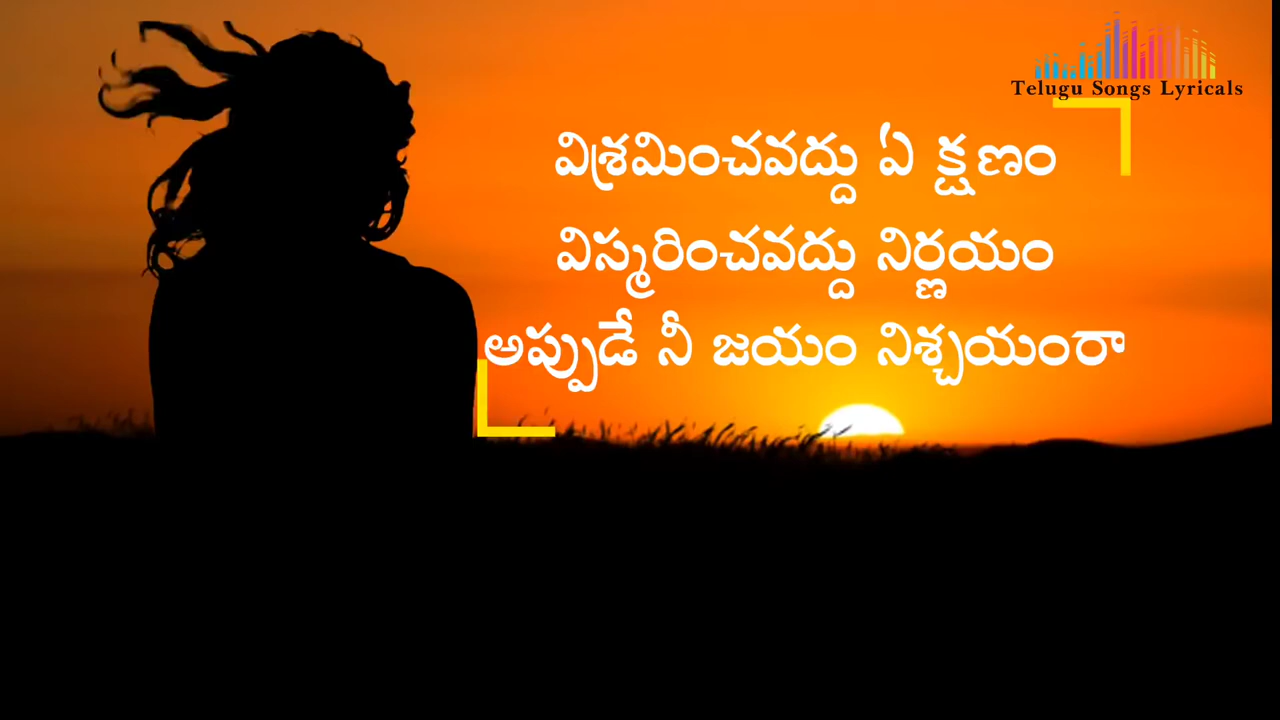 Telugu Songs Lyricals
విశ్రమించవద్దు ఏ క్షణం
విస్మరించవద్దు నిర్ణయం
అప్పుడే నీ జయం నిశ్చయంరా